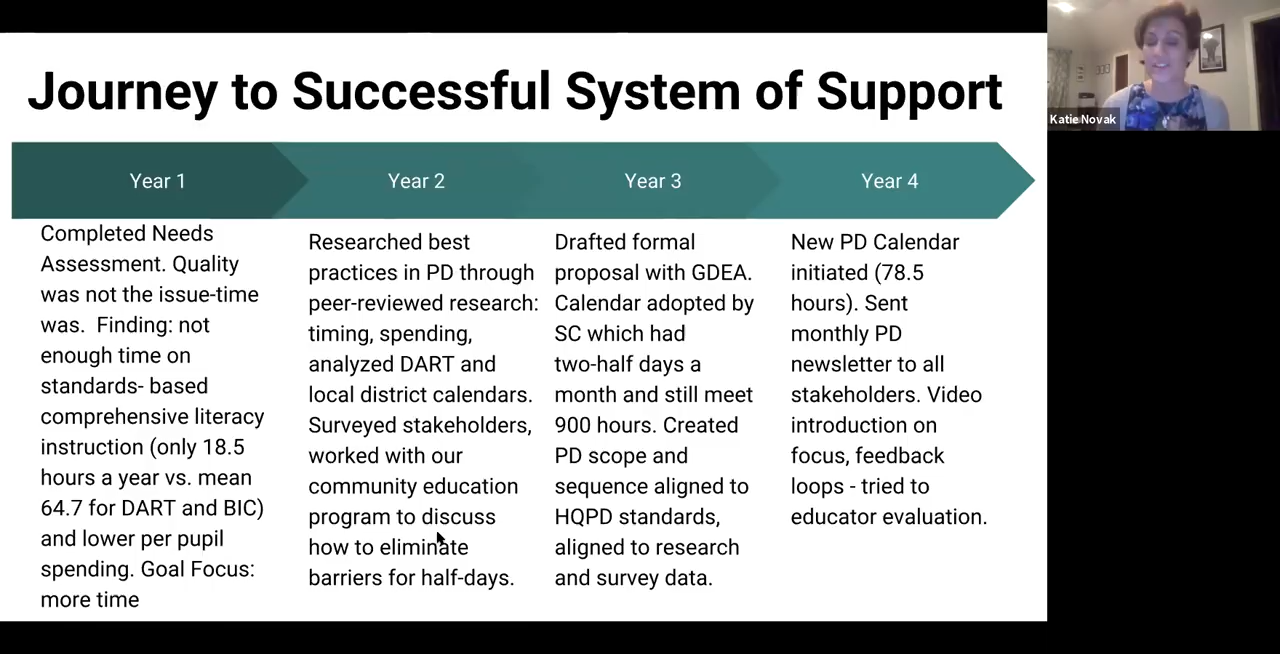 Journey to Successful System of Support
Katie Novak
Year 1
Year 2
Year 3
Year 4
Completed Needs
Assessment. Quality
was not the issue-time
was.  Finding: not
enough time on
standards- based
comprehensive literacy
instruction (only 18.5
hours a year vs. mean
64.7 for DART and BIC)
and lower per pupil
spending. Goal Focus:
more time
Researched best
practices in PD through
peer-reviewed research:
timing, spending,
analyzed DART and
local district calendars.
Surveyed stakeholders,
worked with our
community education
program to discuss
how to eliminate
barriers for half-days.
Drafted formal
proposal with GDEA.
Calendar adopted by
SC which had
two-half days a
month and still meet
900 hours. Created
PD scope and
sequence aligned to
HQPD standards,
aligned to research
and survey data.
New PD Calendar
initiated (78.5
hours). Sent
monthly PD
newsletter to all
stakeholders. Video
introduction on
focus, feedback
loops - tried to
educator evaluation.